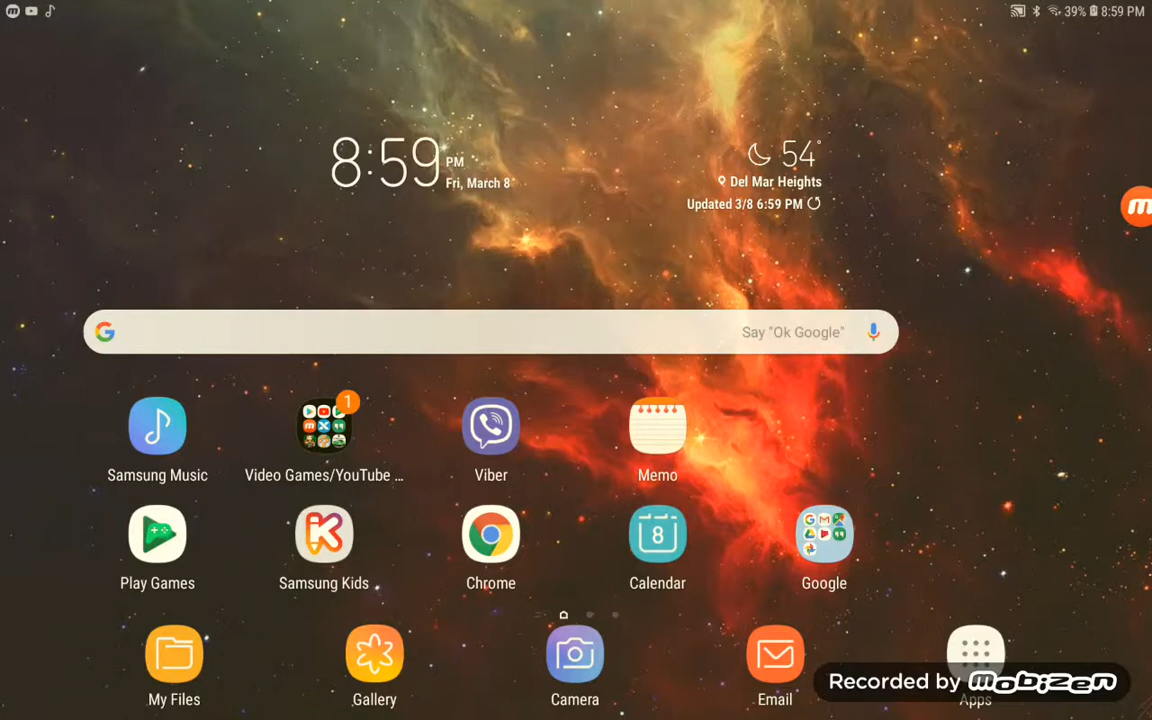 39% 8:59 PM
8:59 PM
Fri, March 8
54°
Del Mar Heights
Updated 3/8 6:59 PM
Say "Ok Google"
1
Samsung Music
Video Games/YouTube ...
Viber
Memo
8
Play Games
Samsung Kids
Chrome
Calendar
Google
My Files
Gallery
Camera
Email
Apps
Recorded by mobizen